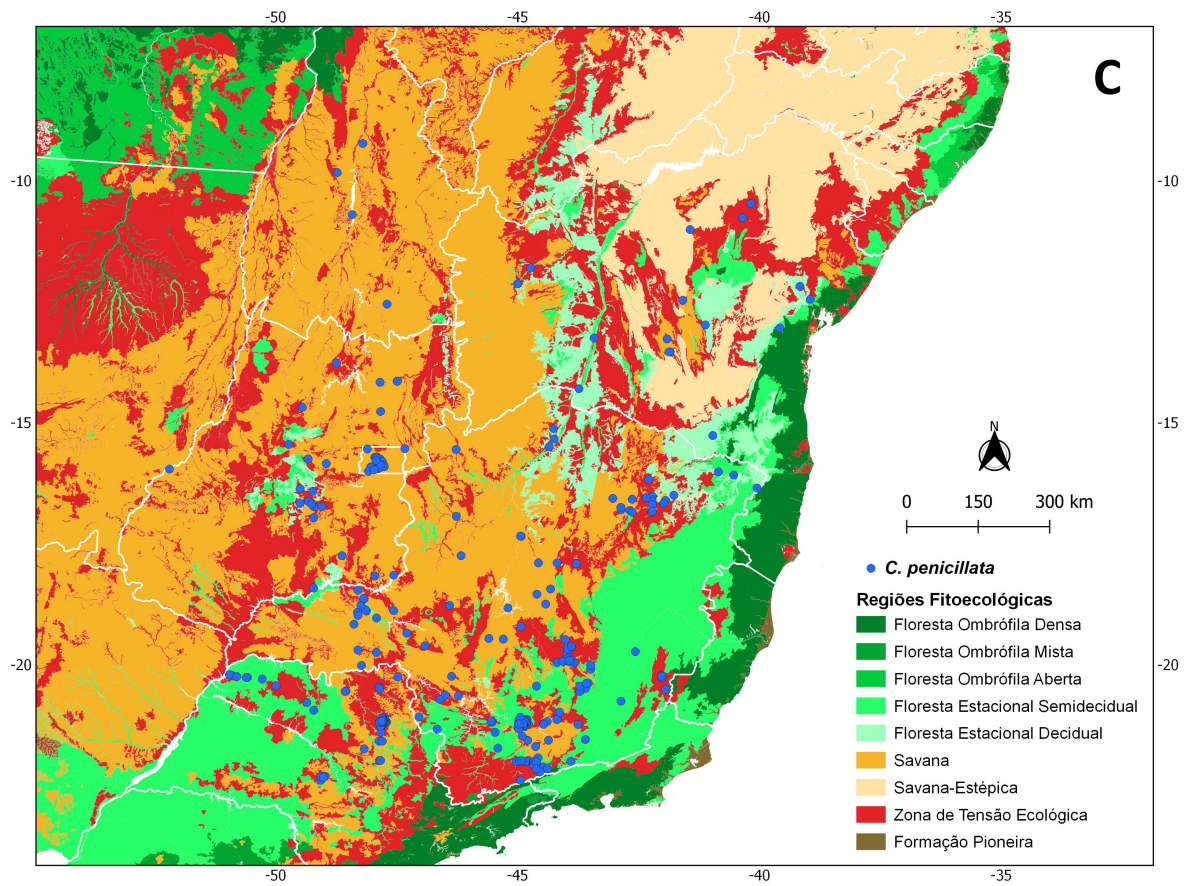 -50 -45 -40 -35
C
-10 -10
-15 -15
N
0 150 300 km
C. penicillata
Regiões Fitoecológicas
Floresta Ombrófila Densa
-20 -20
Floresta Ombrófila Mista
Floresta Ombrófila Aberta
Floresta Estacional Semidecidual
Floresta Estacional Decidual
Savana
Savana-Estépica
Zona de Tensão Ecológica
Formação Pioneira
-50 -45 -40 -35